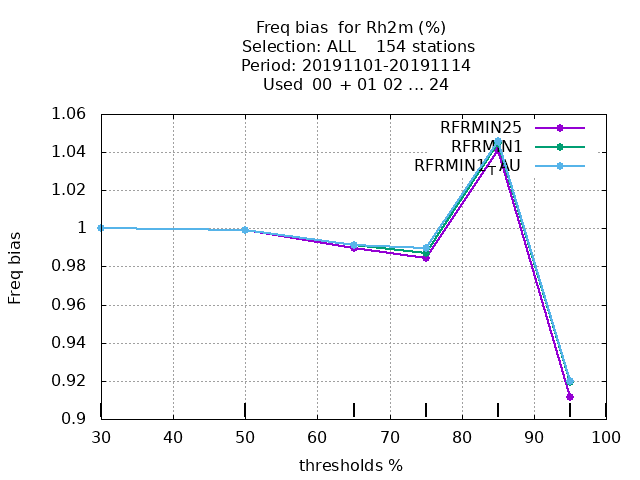 Freq bias for Rh2m (%)
Selection: ALL 154 stations
Period: 20191101-20191114
Used 00 + 01 02 ... 24
1.06
RFRMIN25
1.04
RFRMIN1
RFRMIN1_TAU
1.02
1
0.98
0.96
0.94
0.92
0.9
Freq bias
30 40 50 60 70 80 90 100
thresholds %